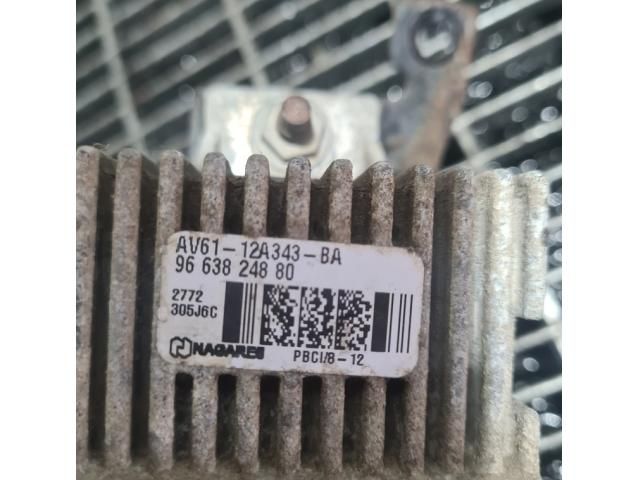 AV61-12A343-BA
96 638 248 80
2772
305J6C
NAGARES
PBCI/8-12